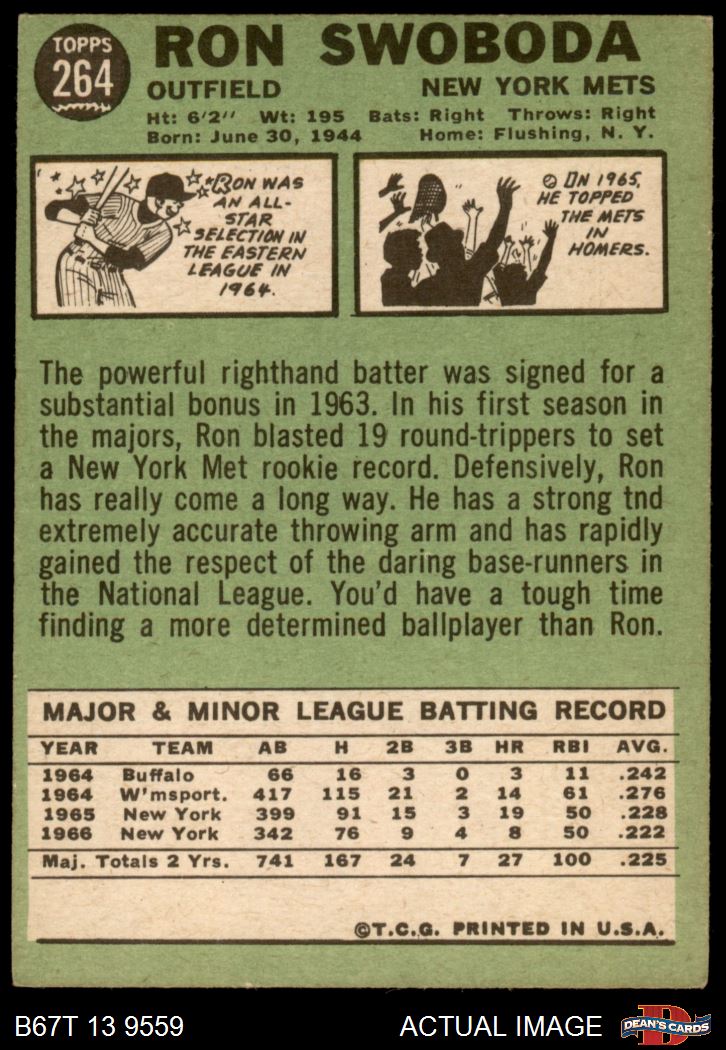 TOPPS
264
RON SWOBODA
OUTFIELD NEW YORK METS
Ht: 6'2" Wt: 195 Bats: Right Throws: Right
Born: June 30, 1944 Home: Flushing, N. Y.
RON WAS
AN ALL-
STAR
SELECTION IN
THE EASTERN
LEAGUE IN
1964.
IN 1965,
HE TOPPED
THE METS
IN
HOMERS.
The powerful righthand batter was signed for a
substantial bonus in 1963. In his first season in
the majors, Ron blasted 19 round-trippers to set
a New York Met rookie record. Defensively, Ron
has really come a long way. He has a strong tnd
extremely accurate throwing arm and has rapidly
gained the respect of the daring base-runners in
the National League. You'd have a tough time
finding a more determined ballplayer than Ron.
MAJOR & MINOR LEAGUE BATTING RECORD
YEAR TEAM AB H 2B 3B HR RBI AVG.
1964 Buffalo 66 16 3 0 3 11 .242
1964 W'msport. 417 115 21 2 14 61 .276
1965 New York 399 91 15 3 19 50 .228
1966 New York 342 76 9 4 8 50 .222
Maj. Totals 2 Yrs. 741 167 24 7 27 100 .225
©T.C.G. PRINTED IN U.S.A.
B67T 13 9559 ACTUAL IMAGE
D
DEAN'S CARDS